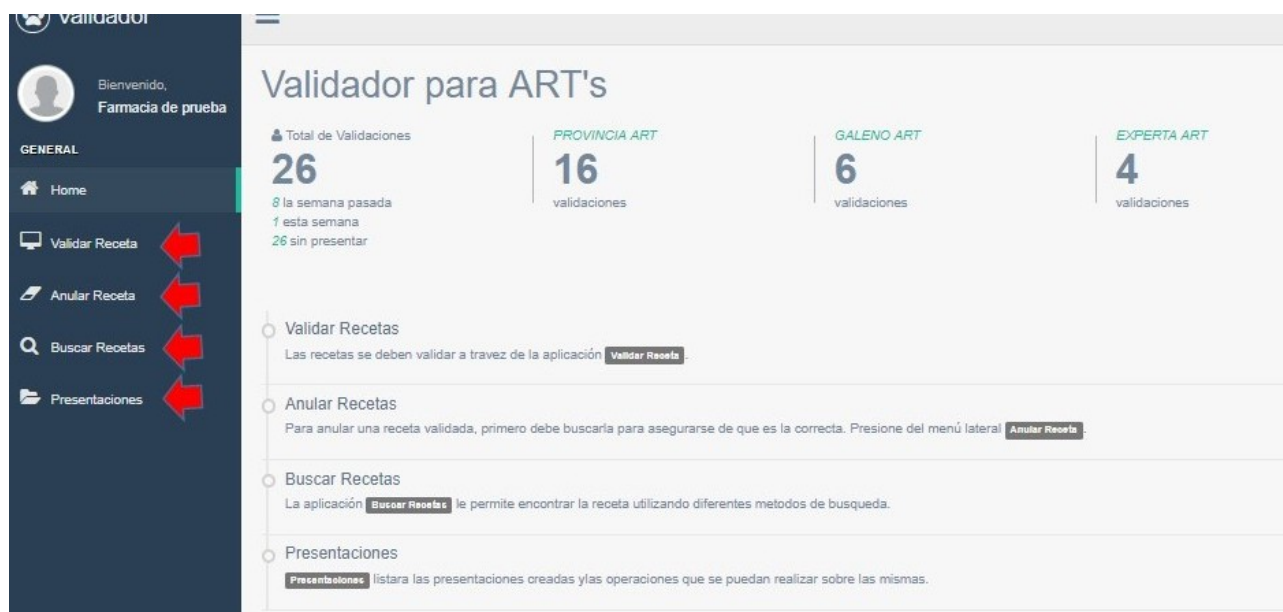 Validador
Bienvenido,
Farmacia de prueba
GENERAL
Home
Validar Receta
Anular Receta
Buscar Recetas
Presentaciones
Validador para ART's
Total de Validaciones
26
8 la semana pasada
1 esta semana
26 sin presentar
PROVINCIA ART
16
validaciones
GALENO ART
6
validaciones
EXPERTA ART
4
validaciones
Validar Recetas
Las recetas se deben validar a travez de la aplicación Validar Receta .
Anular Recetas
Para anular una receta validada, primero debe buscarla para asegurarse de que es la correcta. Presione del menú lateral Anular Receta .
Buscar Recetas
La aplicación Buscar Recetas le permite encontrar la receta utilizando diferentes metodos de busqueda.
Presentaciones
Presentaciones listara las presentaciones creadas ylas operaciones que se puedan realizar sobre las mismas.